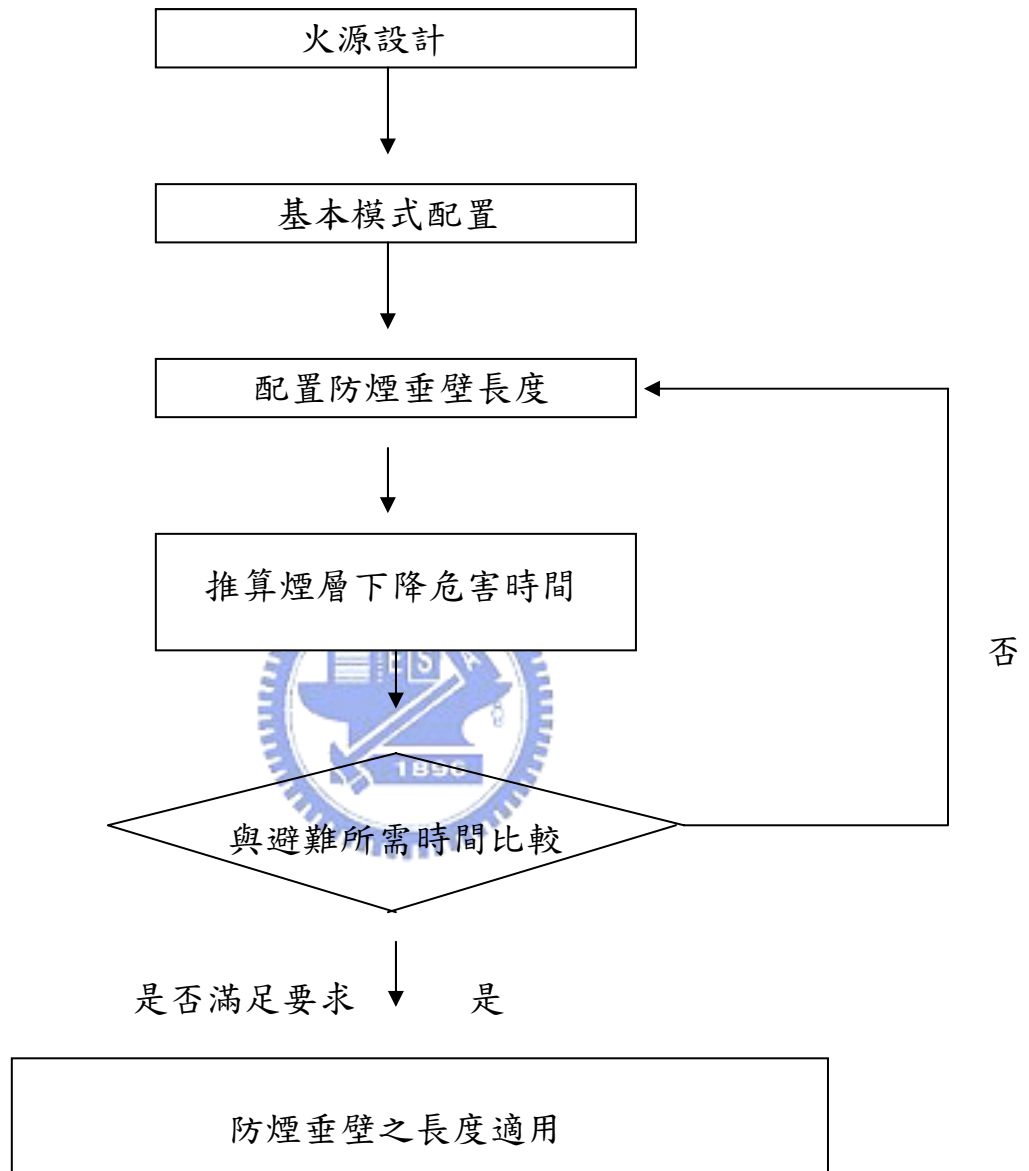 火源設計
基本模式配置
配置防煙垂壁長度
推算煙層下降危害時間
否
ES
1896
與避難所需時間比較
是否滿足要求 是
防煙垂壁之長度適用